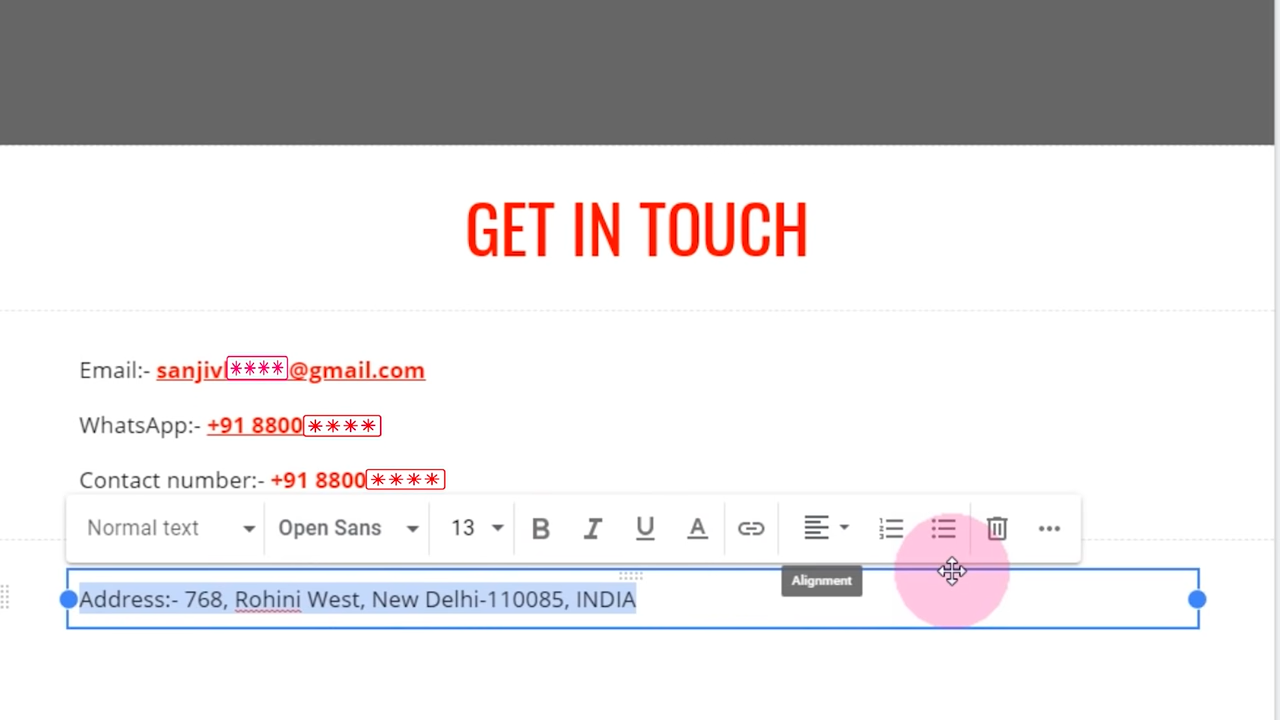 GET IN TOUCH
Email:- sanjivl****@gmail.com
WhatsApp:- +91 8800****
Contact number:- +91 8800****
Normal text Open Sans 13 B I U A
Alignment
Address:- 768, Rohini West, New Delhi-110085, INDIA